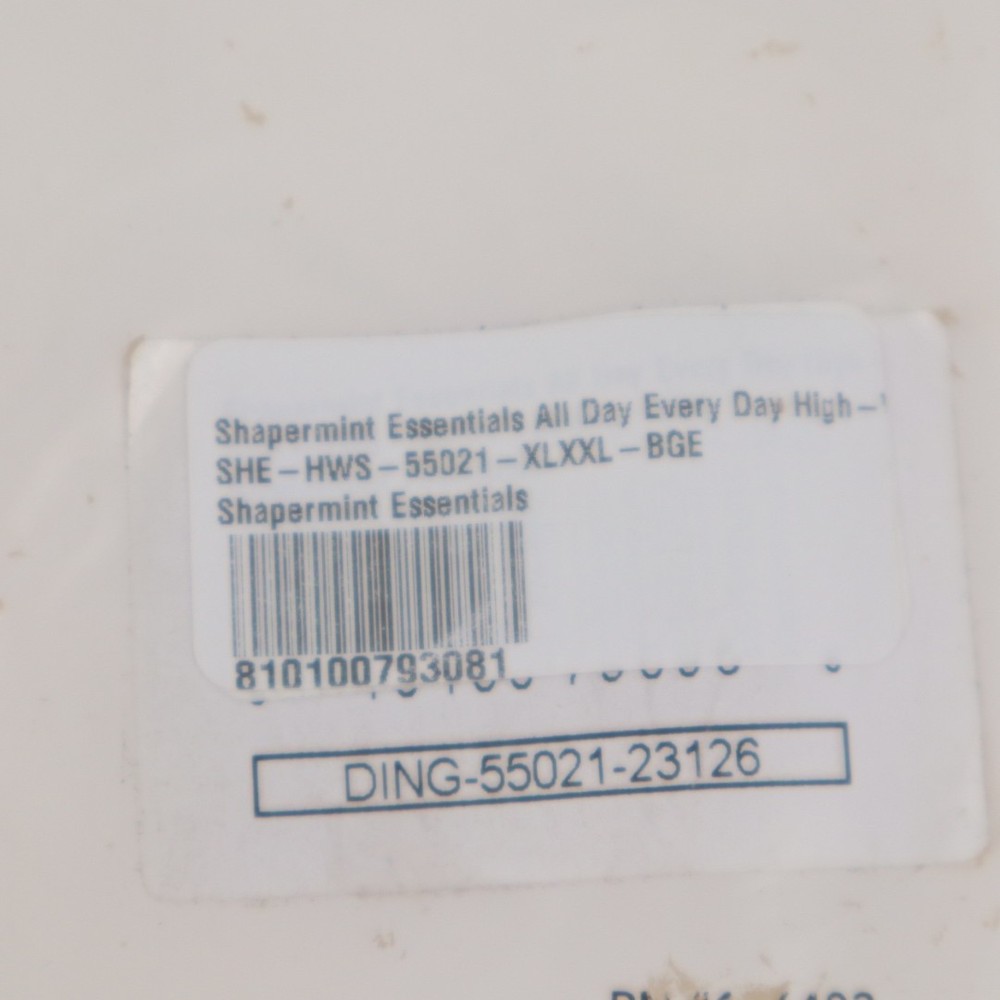 Shapermint Essentials All Day Every Day High-
SHE-HWS-55021-XLXXL-BGE
Shapermint Essentials
810100793081
DING-55021-23126